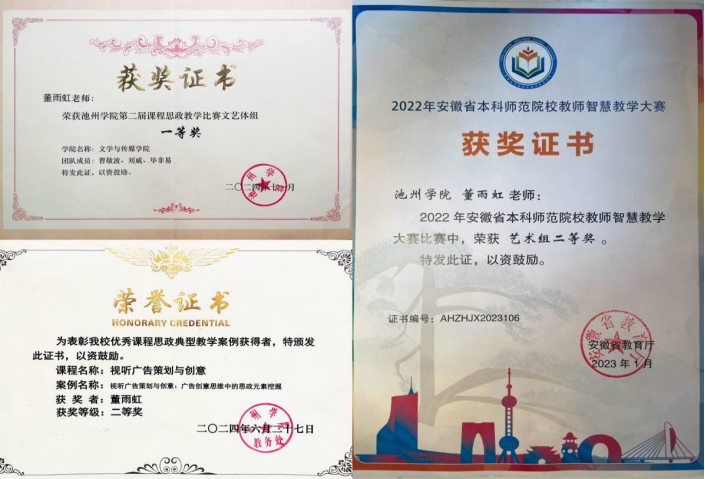 获奖证书
董雨虹老师：
荣获池州学院第二届课程思政教学比赛文艺体组
一等奖
学院名称：文学与传媒学院
团队成员：曹敬波、刘威、毕非易
特发此证，以资鼓励。
荣誉证书
HONORARY CREDENTIAL
为表彰我校优秀课程思政典型教学案例获得者，特颁发
此证书，以资鼓励。
课程名称：视听广告策划与创意
案例名称：视听广告策划与创意：广告创意思维中的思政元素挖掘
获 奖 者：董雨虹
获奖等级：二等奖
二〇二四年六月二十七日
教务处
2022年安徽省本科师范院校教师智慧教学大赛
获奖证书
池州学院 董雨虹 老师：
2022 年安徽省本科师范院校教师智慧教学
大赛比赛中，荣获 艺术组二等奖 。
特发此证，以资鼓励。
证书编号：AHZHJX2023106
安徽省教育厅
2023 年 1 月